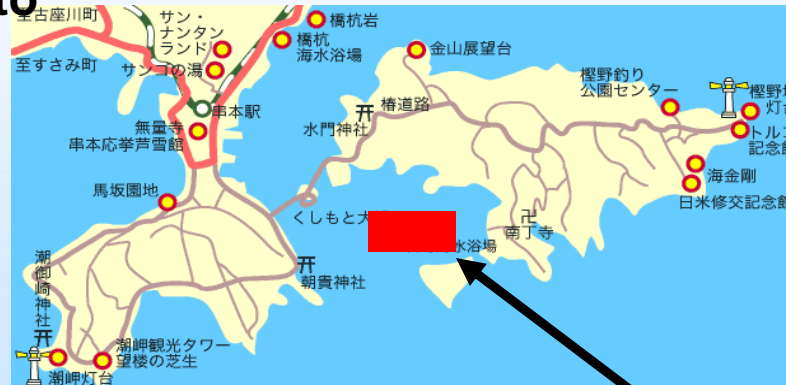 至古座川町
サン・
ナンタン
ランド
橋杭岩
橋杭
海水浴場
至すさみ町
サンゴの湯
金山展望台
樫野釣り
公園センター
串本駅
椿道路
樫野
灯
無量寺
串本応挙芦雪館
水門神社
トル
記念館
海金剛
馬坂園地
日米修交記念館
くしもと大
南丁寺
水浴場
潮
御
崎
神
社
朝貴神社
潮岬観光タワー
望楼の芝生
潮岬灯台